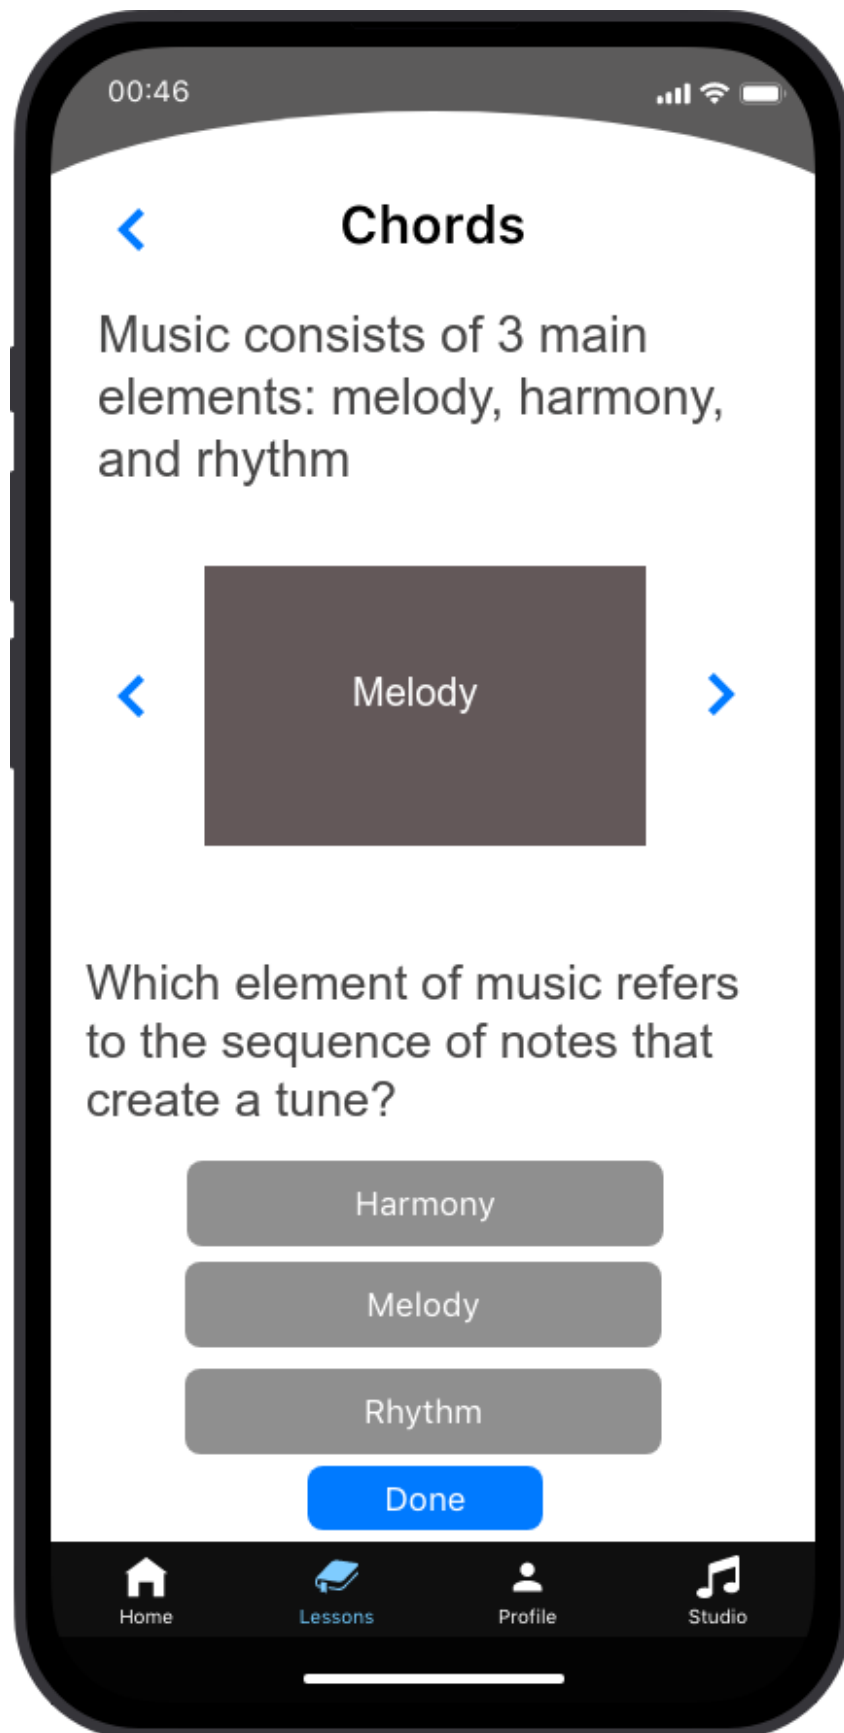 00:46
Chords
Music consists of 3 main
elements: melody, harmony,
and rhythm
Melody
Which element of music refers
to the sequence of notes that
create a tune?
Harmony
Melody
Rhythm
Done
Home
Lessons
Profile
Studio